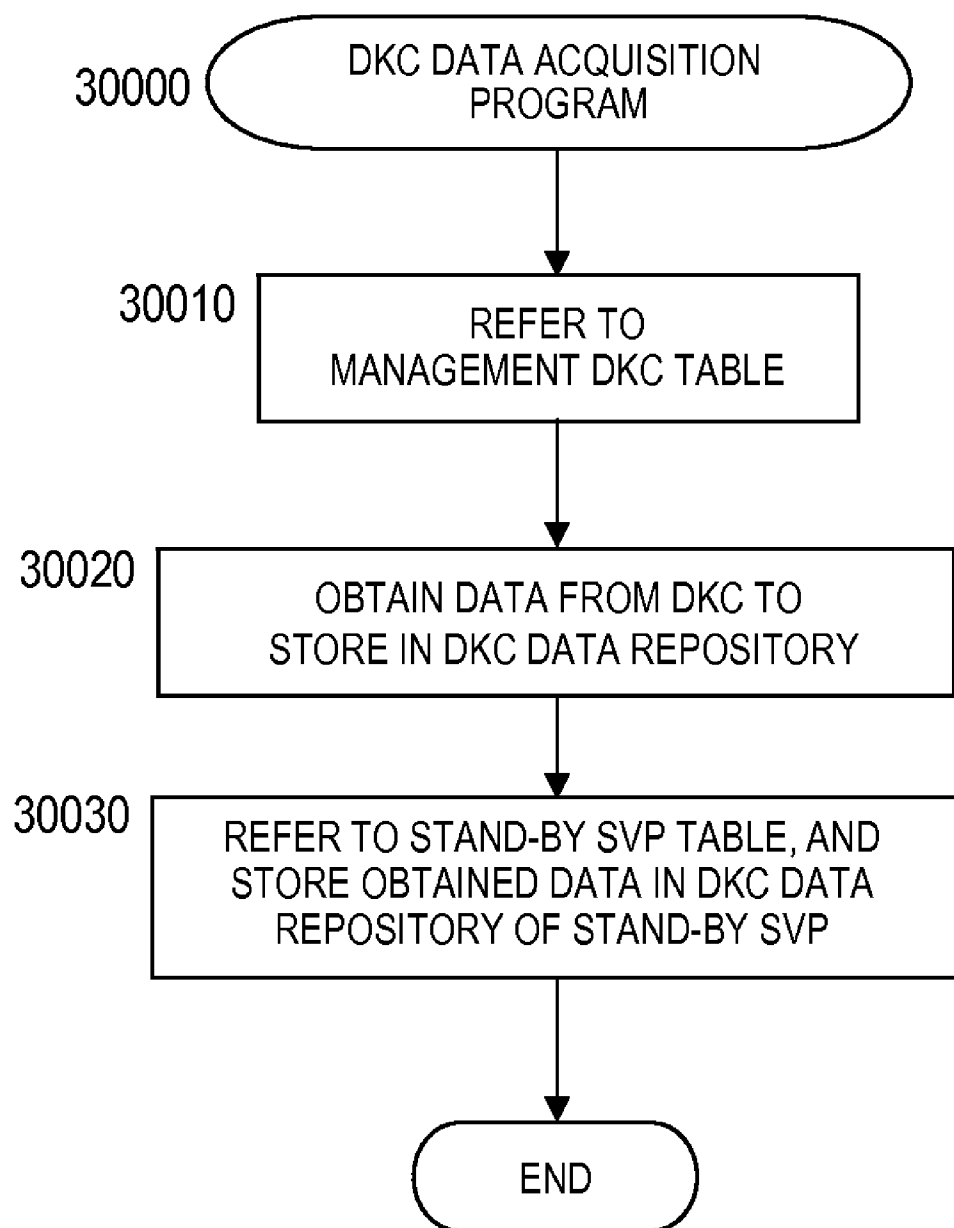 30000
DKC DATA ACQUISITION
PROGRAM
30010
REFER TO
MANAGEMENT DKC TABLE
30020
OBTAIN DATA FROM DKC TO
STORE IN DKC DATA REPOSITORY
30030
REFER TO STAND-BY SVP TABLE, AND
STORE OBTAINED DATA IN DKC DATA
REPOSITORY OF STAND-BY SVP
END